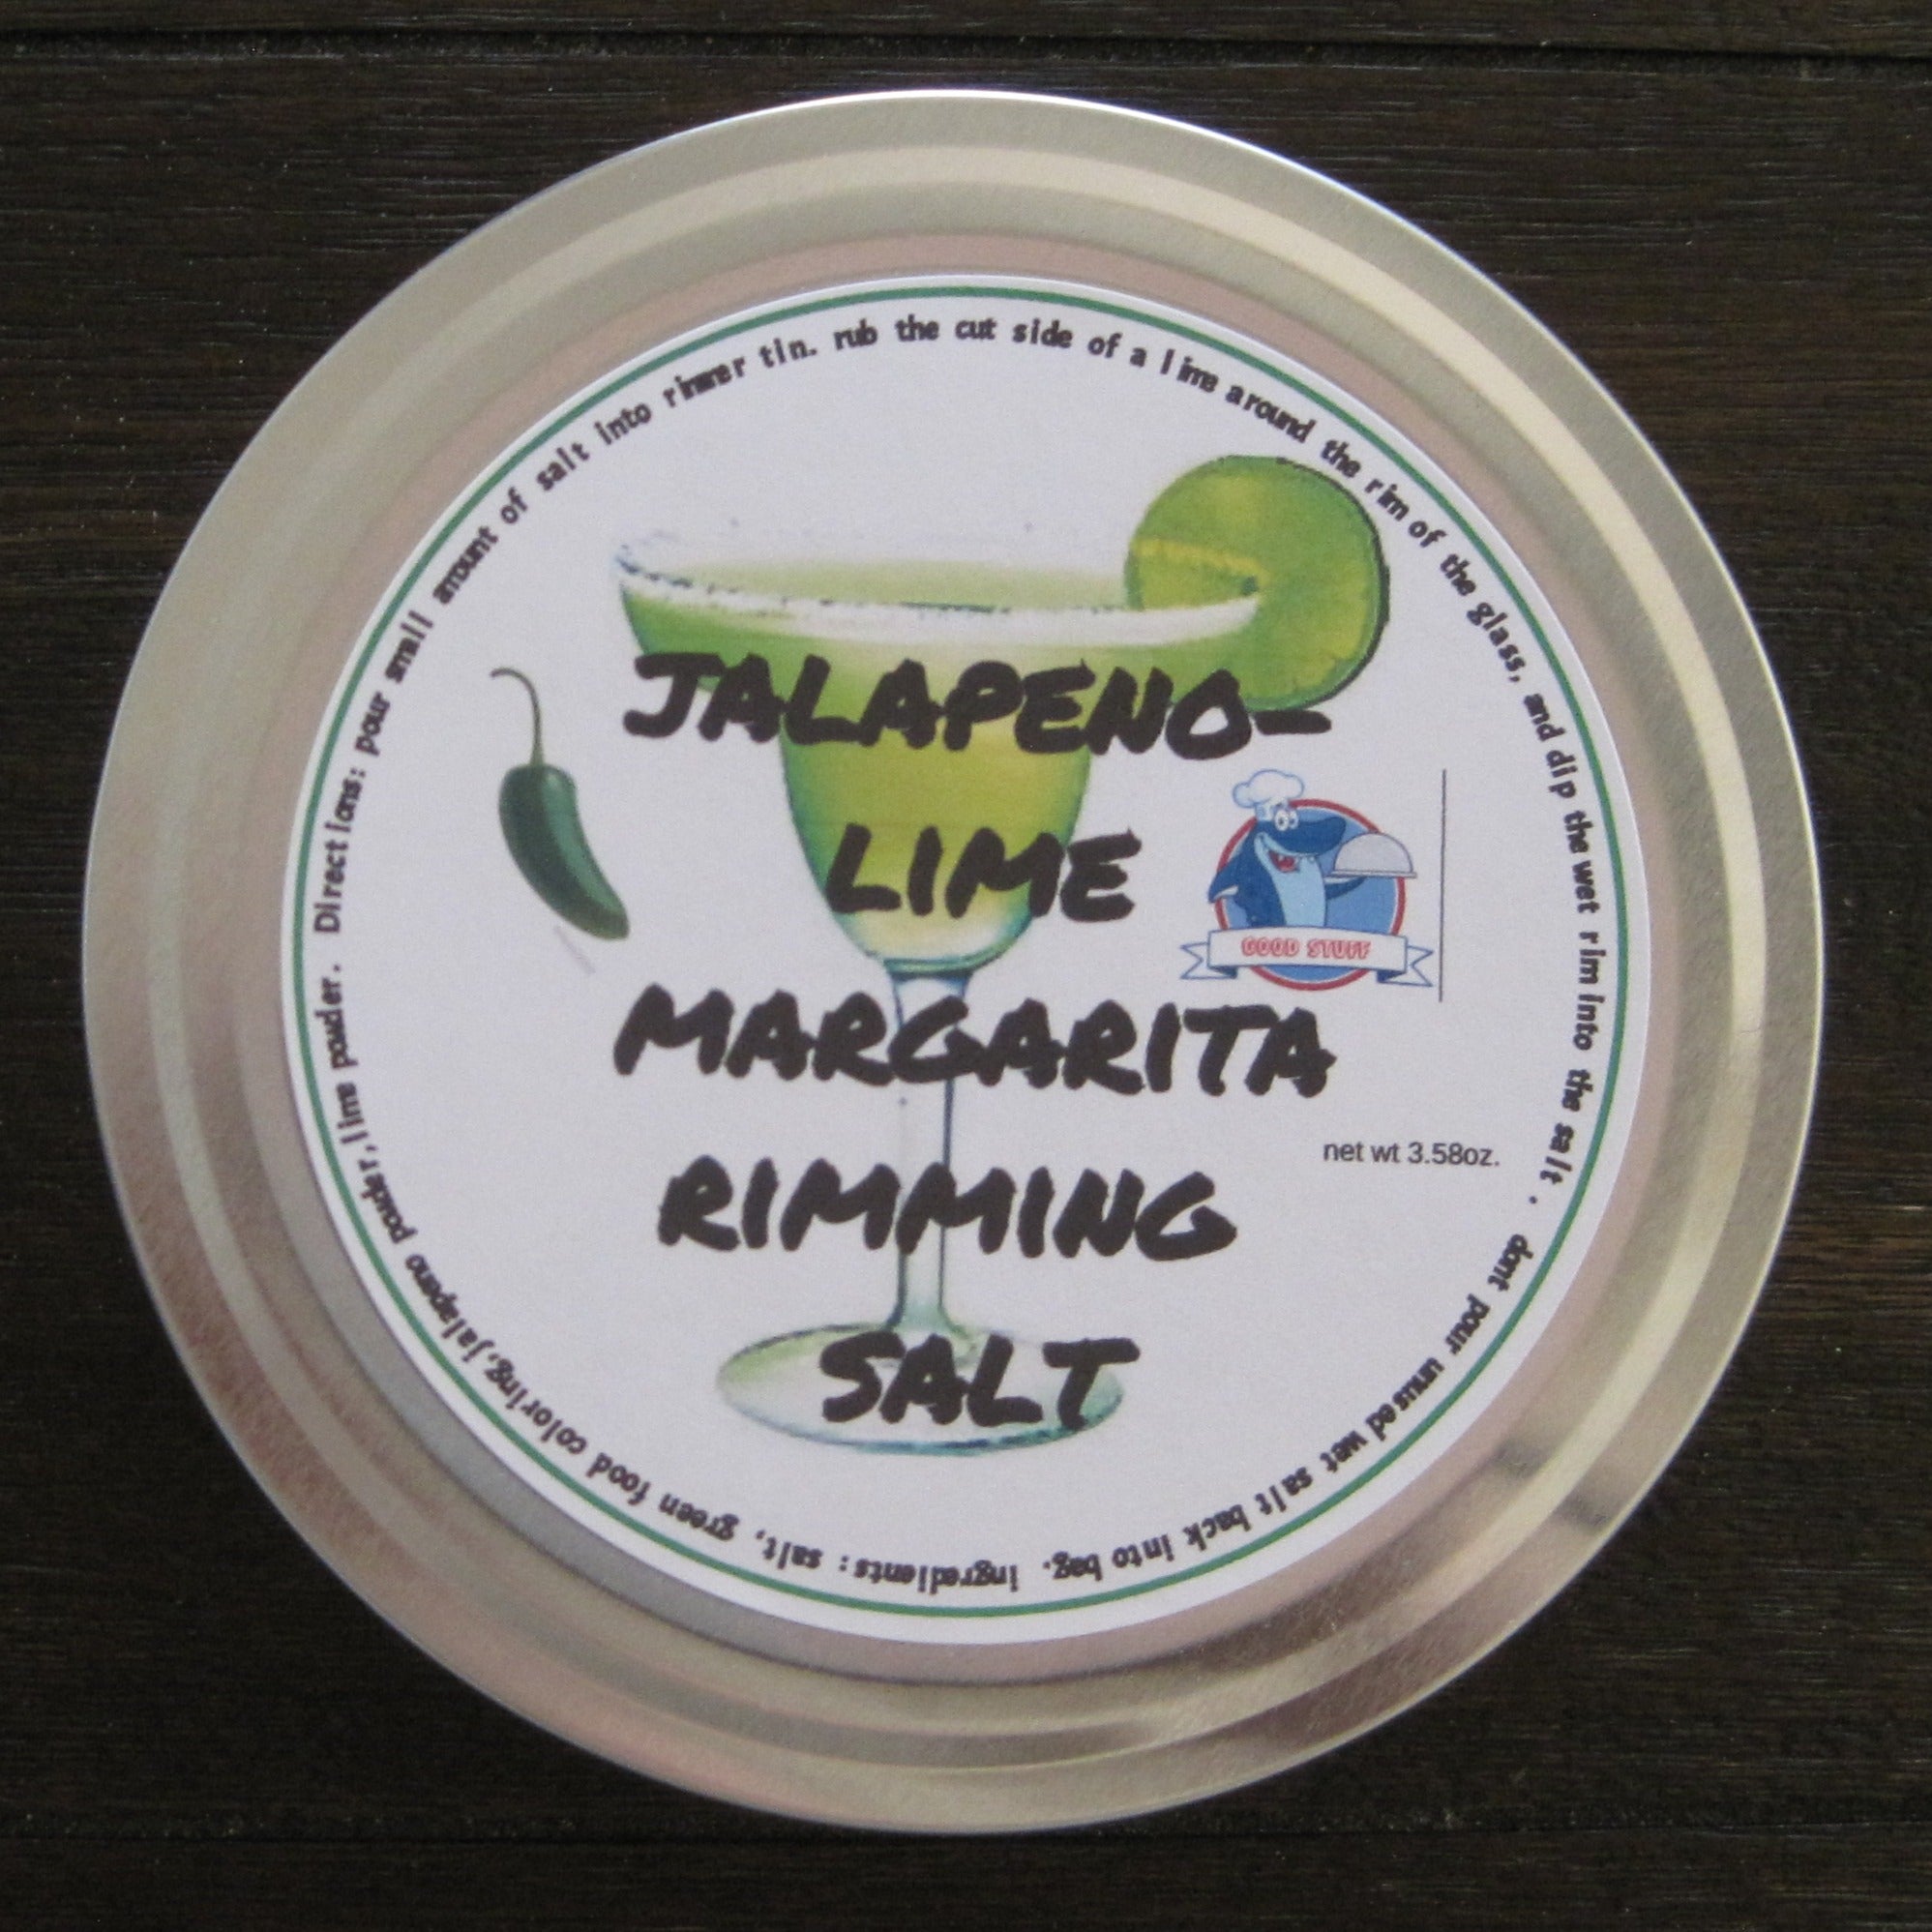 JALAPENO-
LIME
MARGARITA
RIMMING
SALT
GOOD STUFF
net wt 3.58oz.
Directions: pour small amount of salt into rimmer tin. rub the cut side of a lime around the rim of the glass, and dip the wet rim into the salt . dont pour unused wet salt back into bag. ingredients: salt, green food coloring,jalapeno powder,lime powder.